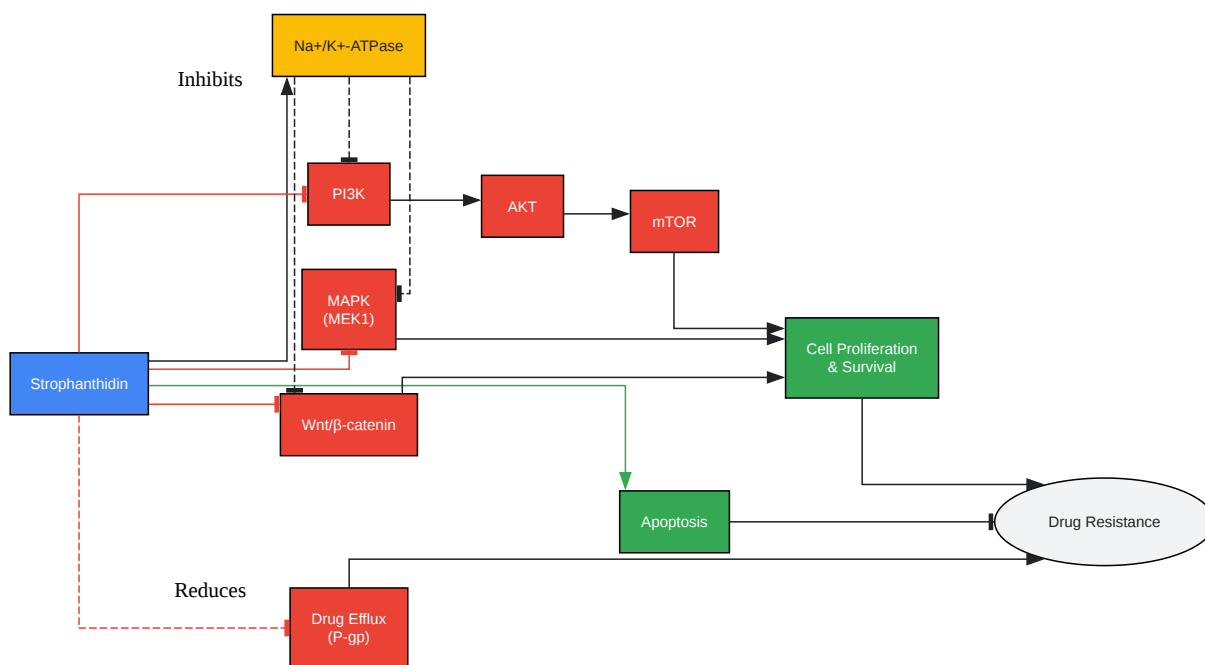 Na+/K+-ATPase
Inhibits
PI3K
AKT
mTOR
MAPK
(MEK1)
Cell Proliferation
& Survival
Strophanthidin
Wnt/β-catenin
Apoptosis
Drug Resistance
Reduces
Drug Efflux
(P-gp)